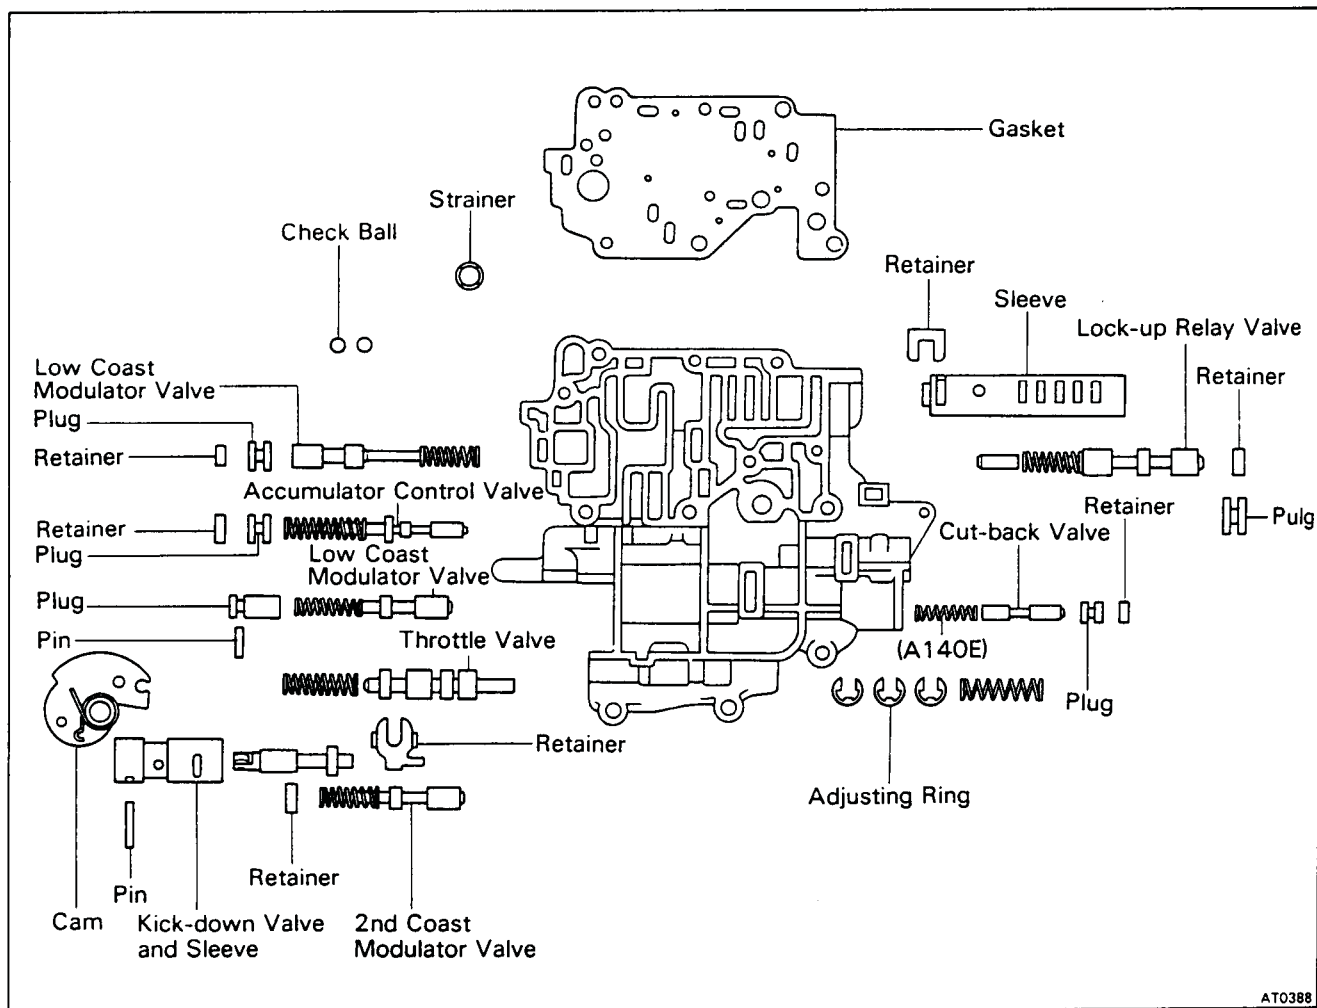 Gasket
Strainer
Check Ball
Retainer
Sleeve
Lock-up Relay Valve
Low Coast
Modulator Valve
Retainer
Plug
Retainer
Accumulator Control Valve
Retainer
Retainer
Pulg
Plug
Cut-back Valve
Low Coast
Modulator Valve
Plug
Pin
Throttle Valve
(A140E)
Plug
Retainer
Adjusting Ring
Retainer
Pin
Cam
Kick-down Valve
and Sleeve
2nd Coast
Modulator Valve
AT0388